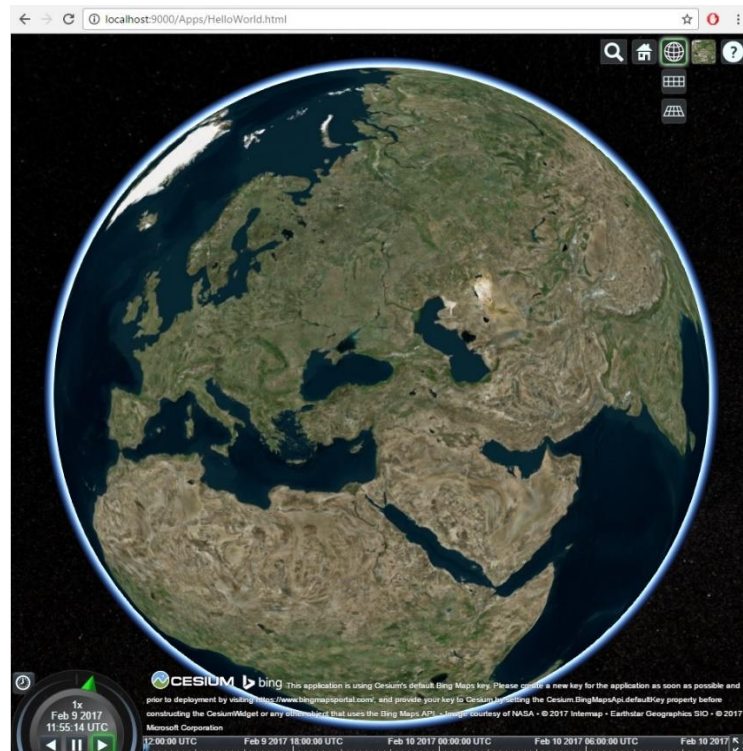 localhost:9000/Apps/HelloWorld.html
?
CESIUM bing This application is using Cesium's default Bing Maps key. Please create a new key for the application as soon as possible and
prior to deployment by visiting https://www.bingmapsportal.com/, and provide your key to Cesium by setting the Cesium.BingMapsApi.defaultKey property before
constructing the CesiumWidget or any other object that uses the Bing Maps API. • Image courtesy of NASA • © 2017 Intermap • Earthstar Geographics SIO • © 2017
Microsoft Corporation
1x
Feb 9 2017
11:55:14 UTC
12:00:00 UTC Feb 9 2017 18:00:00 UTC Feb 10 2017 00:00:00 UTC Feb 10 2017 06:00:00 UTC Feb 10 2017